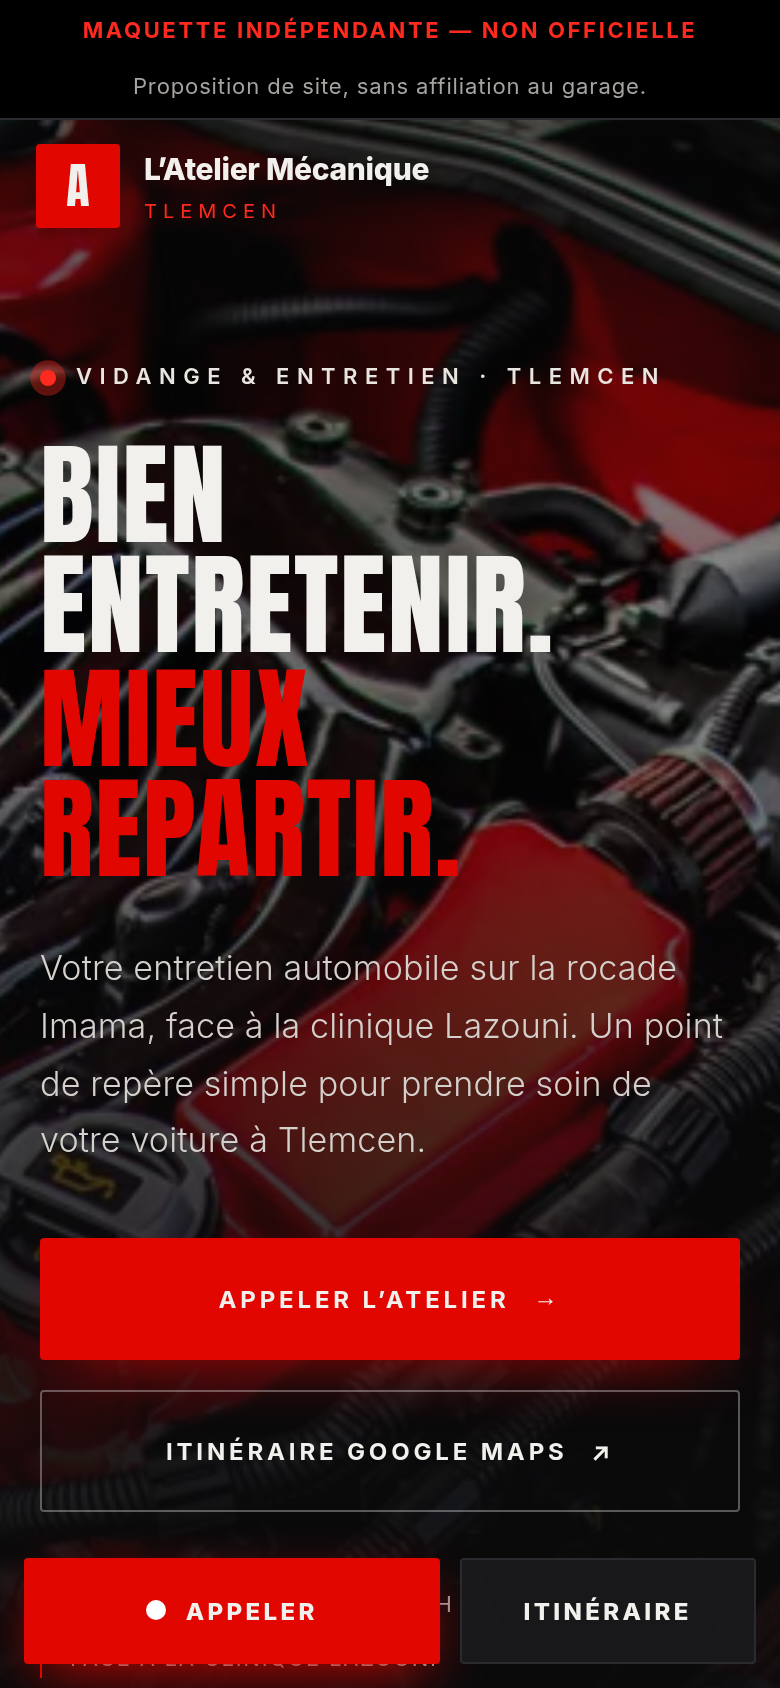 MAQUETTE INDÉPENDANTE — NON OFFICIELLE
Proposition de site, sans affiliation au garage.
A
L’Atelier Mécanique
TLEMCEN
VIDANGE & ENTRETIEN · TLEMCEN
BIEN
ENTRETENIR.
MIEUX
REPARTIR.
Votre entretien automobile sur la rocade
Imama, face à la clinique Lazouni. Un point
de repère simple pour prendre soin de
votre voiture à Tlemcen.
APPELER L’ATELIER →
ITINÉRAIRE GOOGLE MAPS ↗
APPELER
ITINÉRAIRE